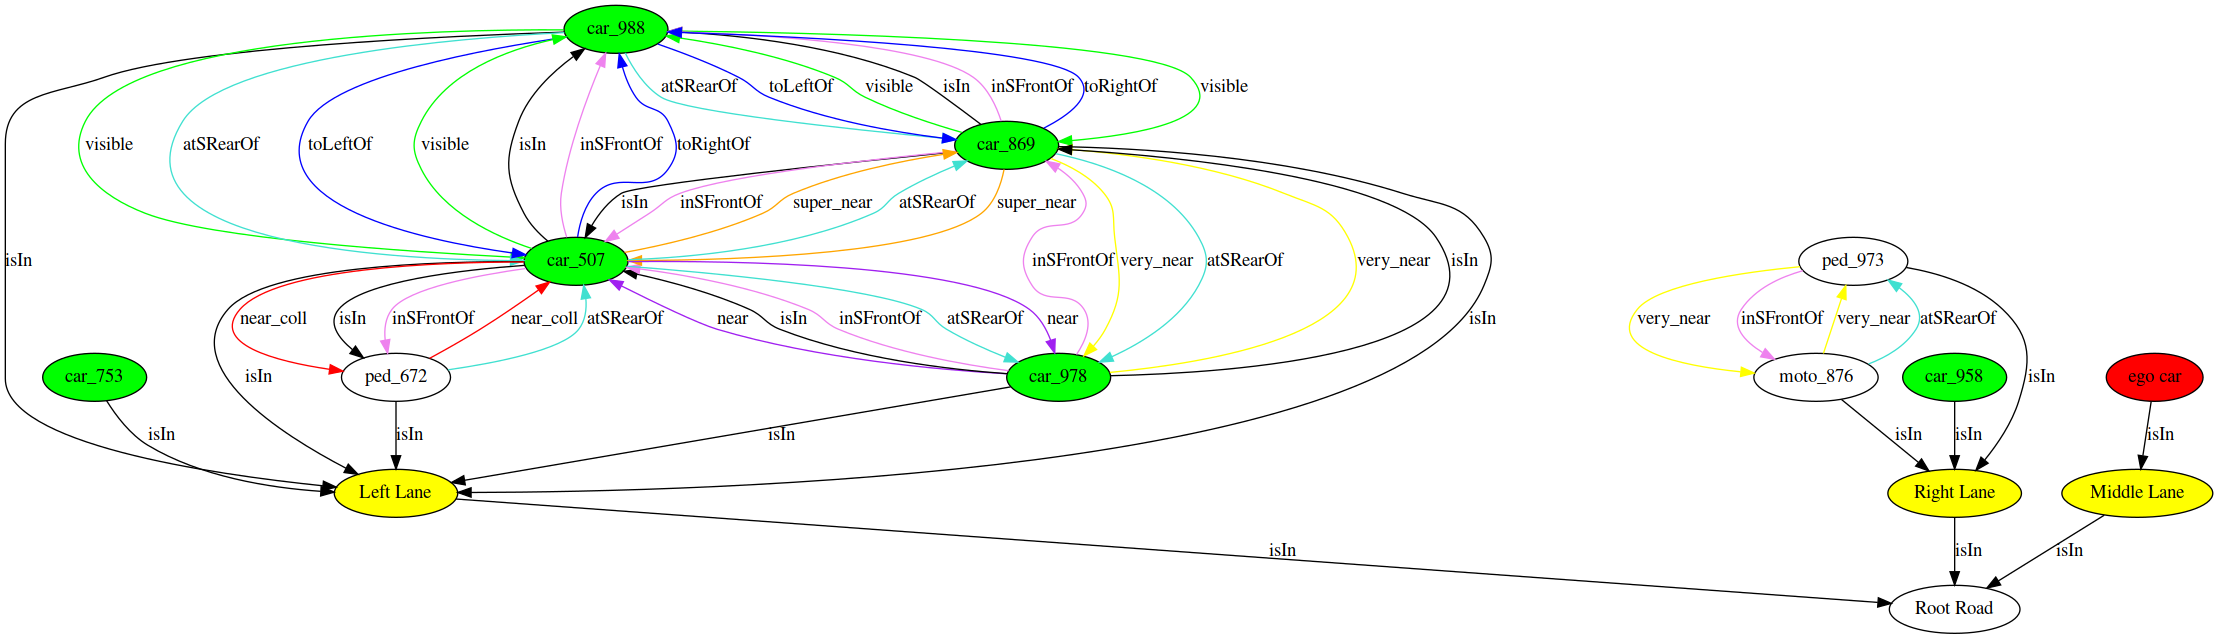 car_988
atSRearOf toLeftOf visible isIn inSFrontOf toRightOf visible
visible atSRearOf toLeftOf visible isIn inSFrontOf toRightOf car_869
isIn inSFrontOf super_near atSRearOf super_near
isIn car_507 inSFrontOf very_near atSRearOf very_near isIn ped_973
near_coll isIn inSFrontOf near_coll atSRearOf near isIn inSFrontOf atSRearOf near isIn very_near inSFrontOf very_near atSRearOf
car_753 isIn ped_672 car_978 moto_876 car_958 isIn ego car
isIn isIn isIn isIn isIn isIn
Left Lane Right Lane Middle Lane
isIn isIn isIn
Root Road